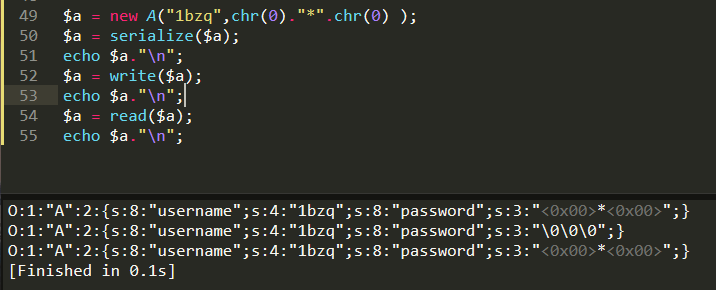 49 $a = new A("1bzq",chr(0)."*".chr(0) );
50 $a = serialize($a);
51 echo $a."\n";
52 $a = write($a);
53 echo $a."\n";
54 $a = read($a);
55 echo $a."\n";
O:1:"A":2:{s:8:"username";s:4:"1bzq";s:8:"password";s:3:"<0x00>*<0x00>";}
O:1:"A":2:{s:8:"username";s:4:"1bzq";s:8:"password";s:3:"\0\0\0";}
O:1:"A":2:{s:8:"username";s:4:"1bzq";s:8:"password";s:3:"<0x00>*<0x00>";}
[Finished in 0.1s]